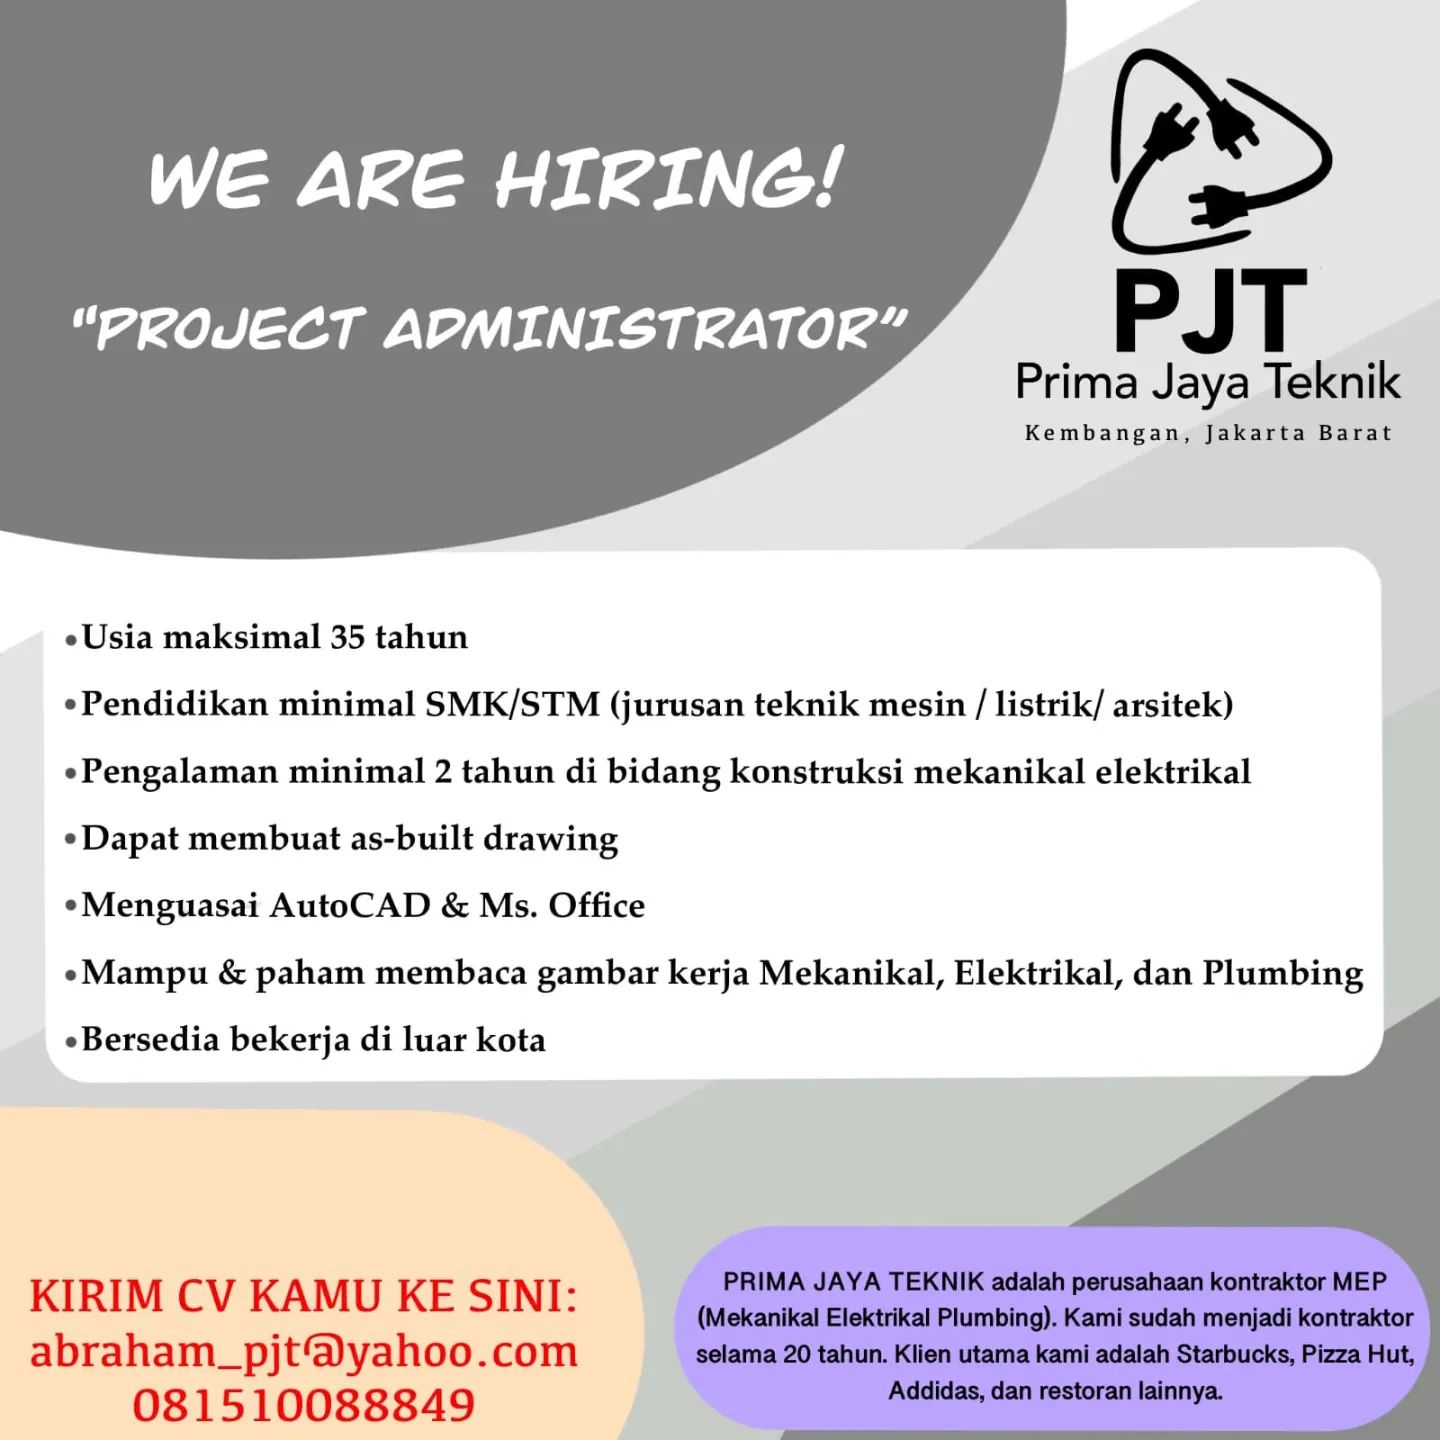 WE ARE HIRING!
"PROJECT ADMINISTRATOR"
PJT
Prima Jaya Teknik
Kembangan, Jakarta Barat
•Usia maksimal 35 tahun
•Pendidikan minimal SMK/STM (jurusan teknik mesin / listrik/ arsitek)
•Pengalaman minimal 2 tahun di bidang konstruksi mekanikal elektrikal
•Dapat membuat as-built drawing
•Menguasai AutoCAD & Ms. Office
•Mampu & paham membaca gambar kerja Mekanikal, Elektrikal, dan Plumbing
•Bersedia bekerja di luar kota
KIRIM CV KAMU KE SINI:
abraham_pjt@yahoo.com
081510088849
PRIMA JAYA TEKNIK adalah perusahaan kontraktor MEP
(Mekanikal Elektrikal Plumbing). Kami sudah menjadi kontraktor
selama 20 tahun. Klien utama kami adalah Starbucks, Pizza Hut,
Addidas, dan restoran lainnya.